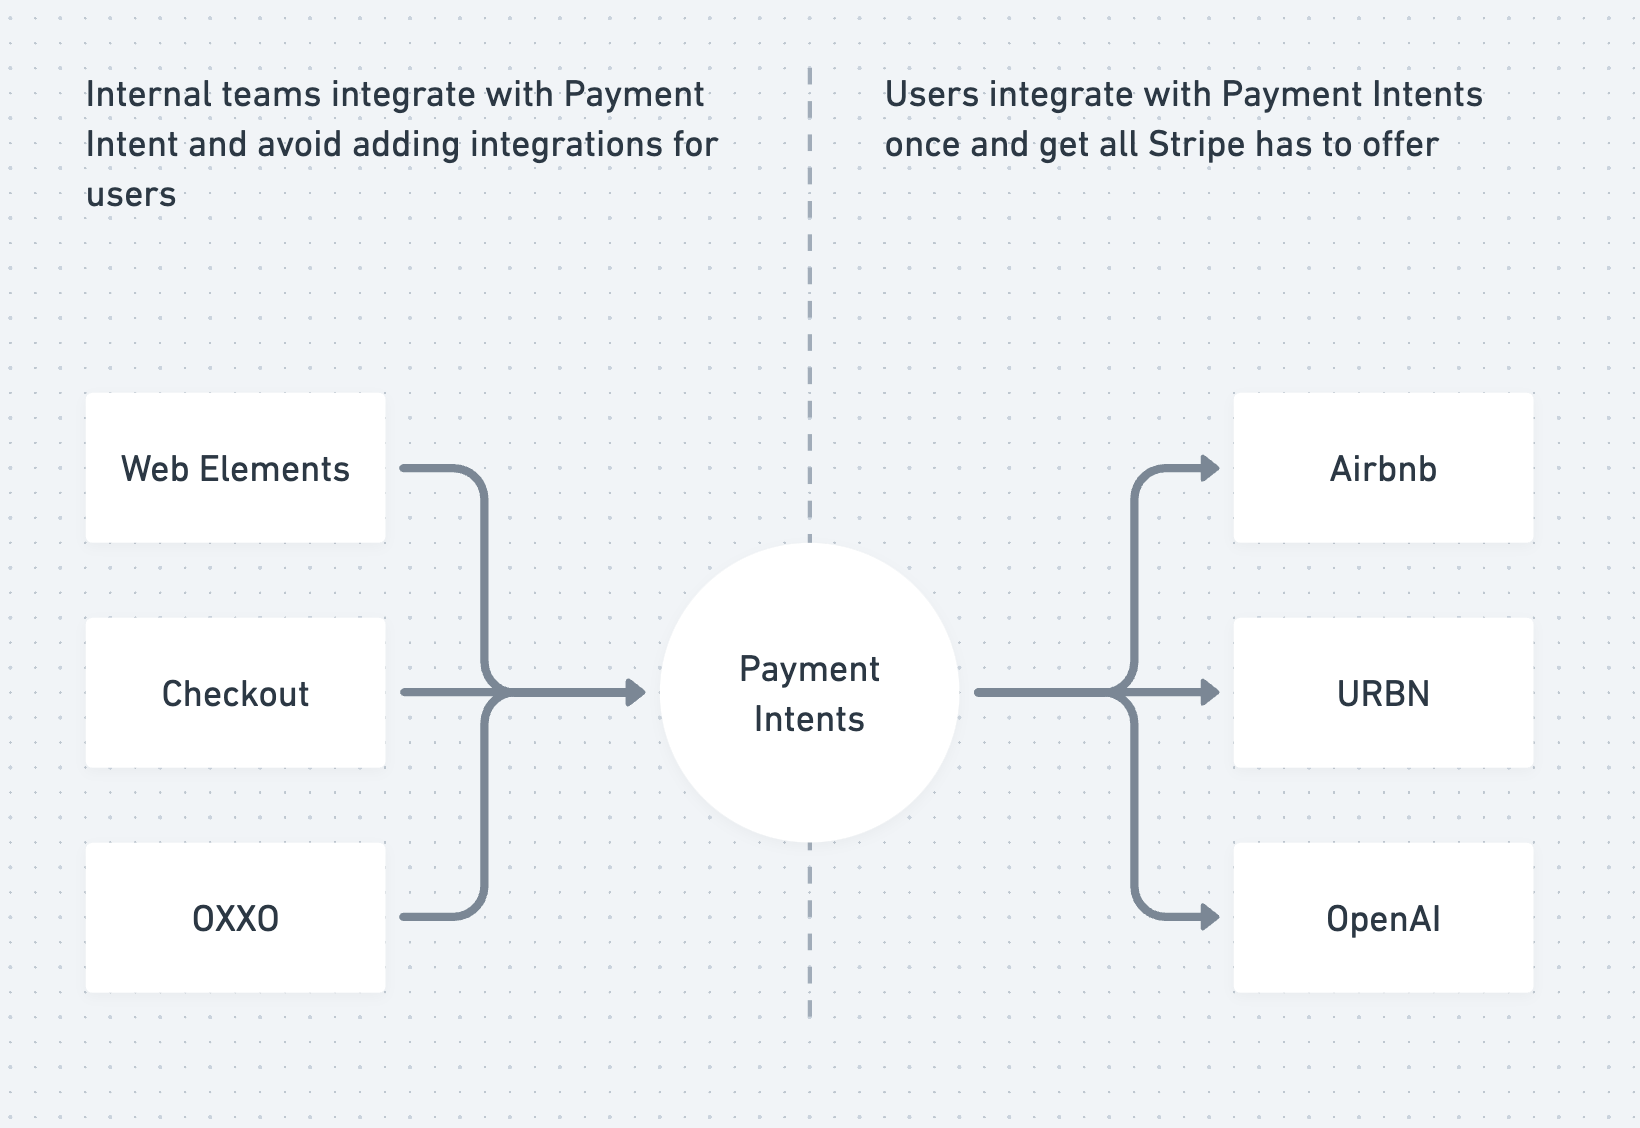 Internal teams integrate with Payment
Intent and avoid adding integrations for
users
Users integrate with Payment Intents
once and get all Stripe has to offer
Web Elements
Checkout
OXXO
Payment
Intents
Airbnb
URBN
OpenAI